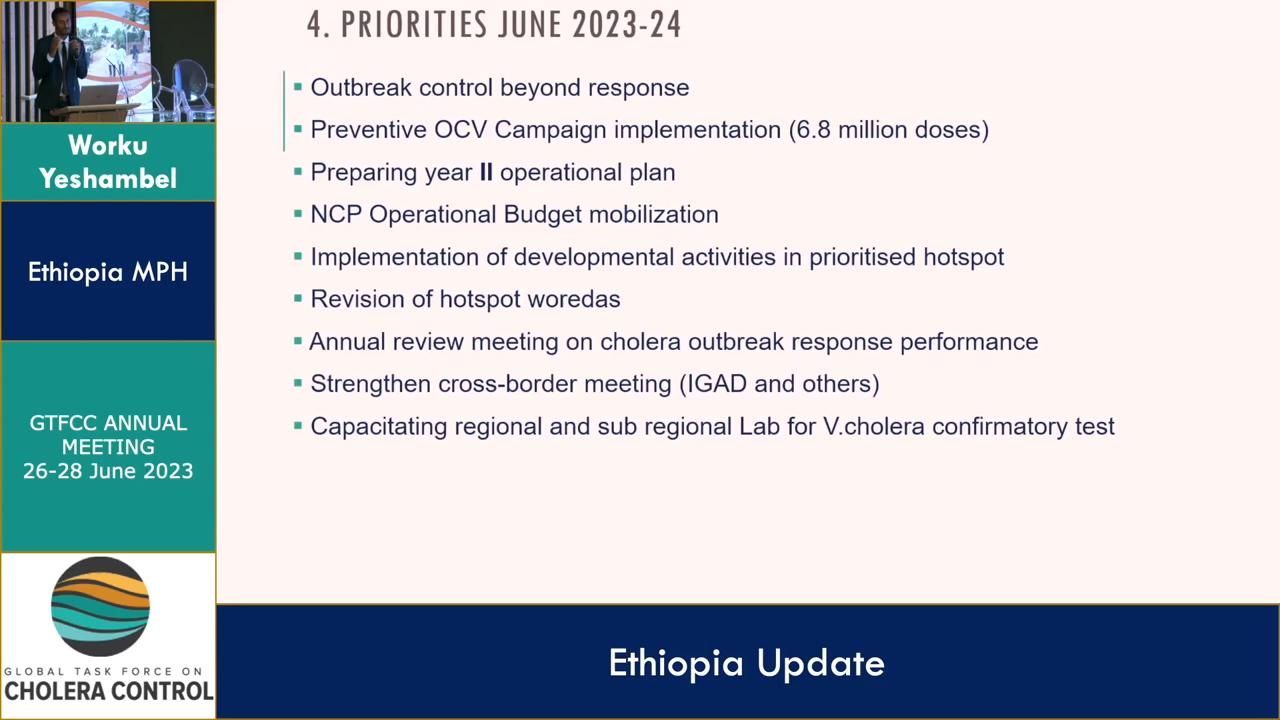 4. PRIORITIES JUNE 2023-24
▪ Outbreak control beyond response
▪ Preventive OCV Campaign implementation (6.8 million doses)
▪ Preparing year II operational plan
▪ NCP Operational Budget mobilization
▪ Implementation of developmental activities in prioritised hotspot
▪ Revision of hotspot woredas
▪ Annual review meeting on cholera outbreak response performance
▪ Strengthen cross-border meeting (IGAD and others)
▪ Capacitating regional and sub regional Lab for V.cholera confirmatory test
Worku
Yeshambel
Ethiopia MPH
GTFCC ANNUAL
MEETING
26-28 June 2023
GLOBAL TASK FORCE ON
CHOLERA CONTROL
Ethiopia Update